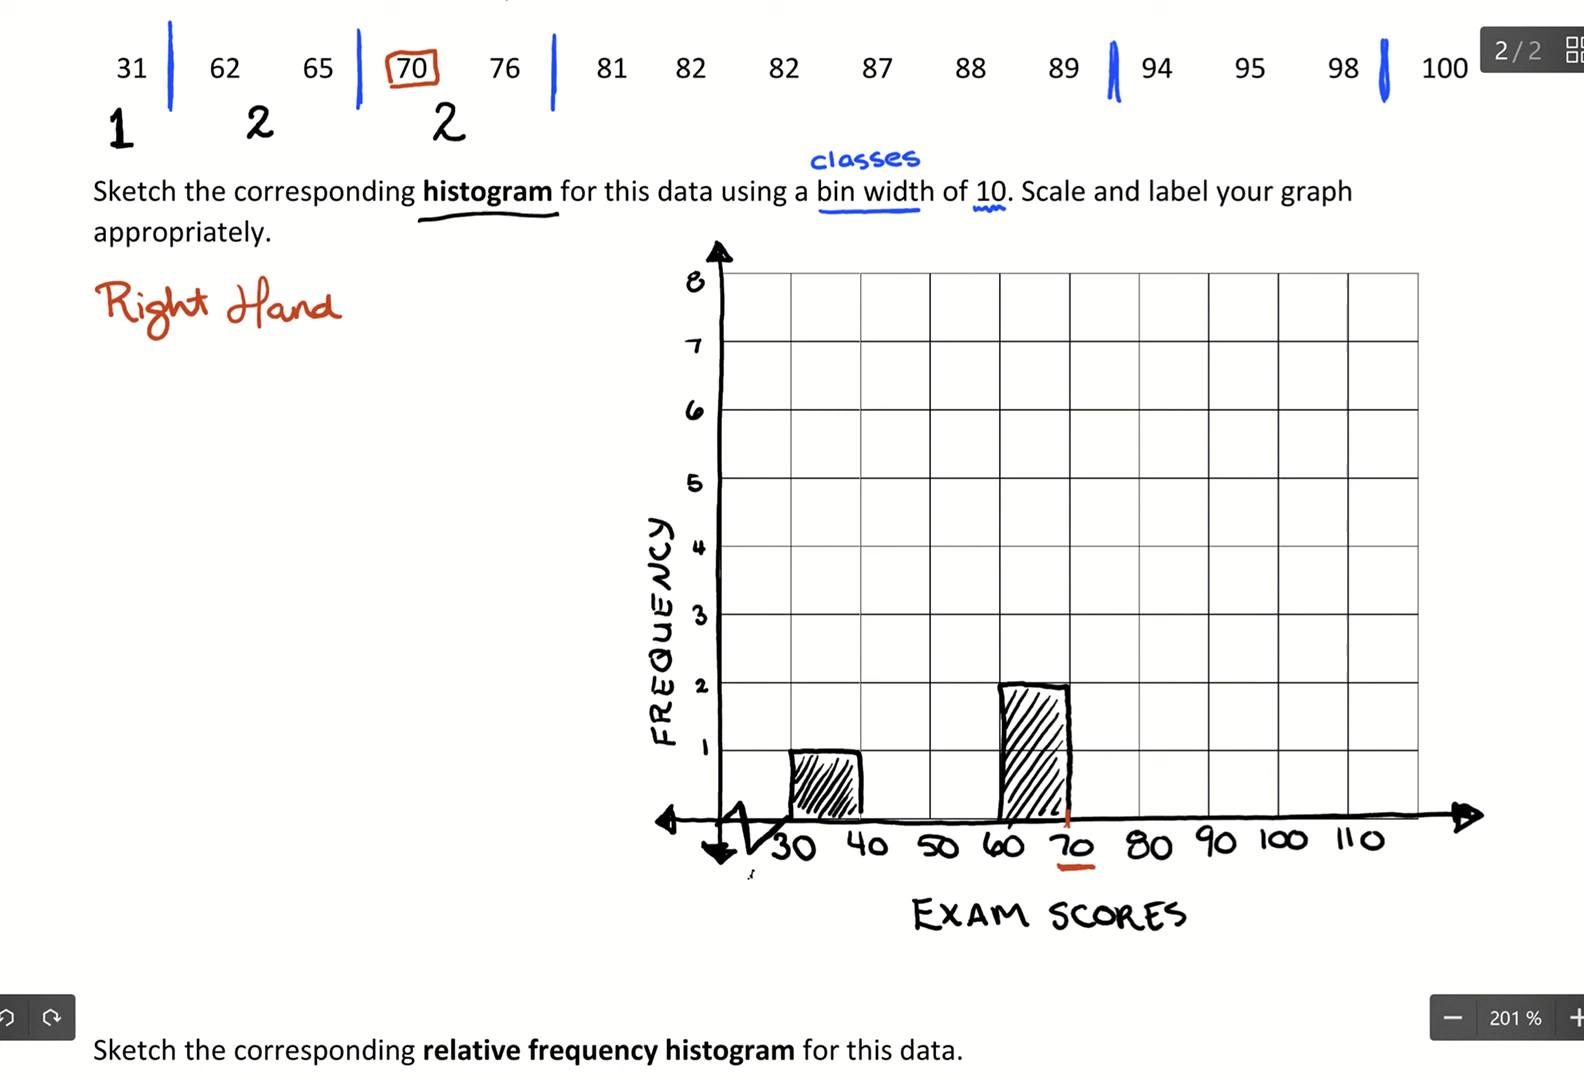 31 62 65 70 76 81 82 82 87 88 89 94 95 98 100
2 / 2
1 2 2
classes
Sketch the corresponding histogram for this data using a bin width of 10. Scale and label your graph
appropriately.
Right Hand
8
7
6
5
4
3
2
1
FREQUENCY
30 40 50 60 70 80 90 100 110
EXAM SCORES
201 %
Sketch the corresponding relative frequency histogram for this data.